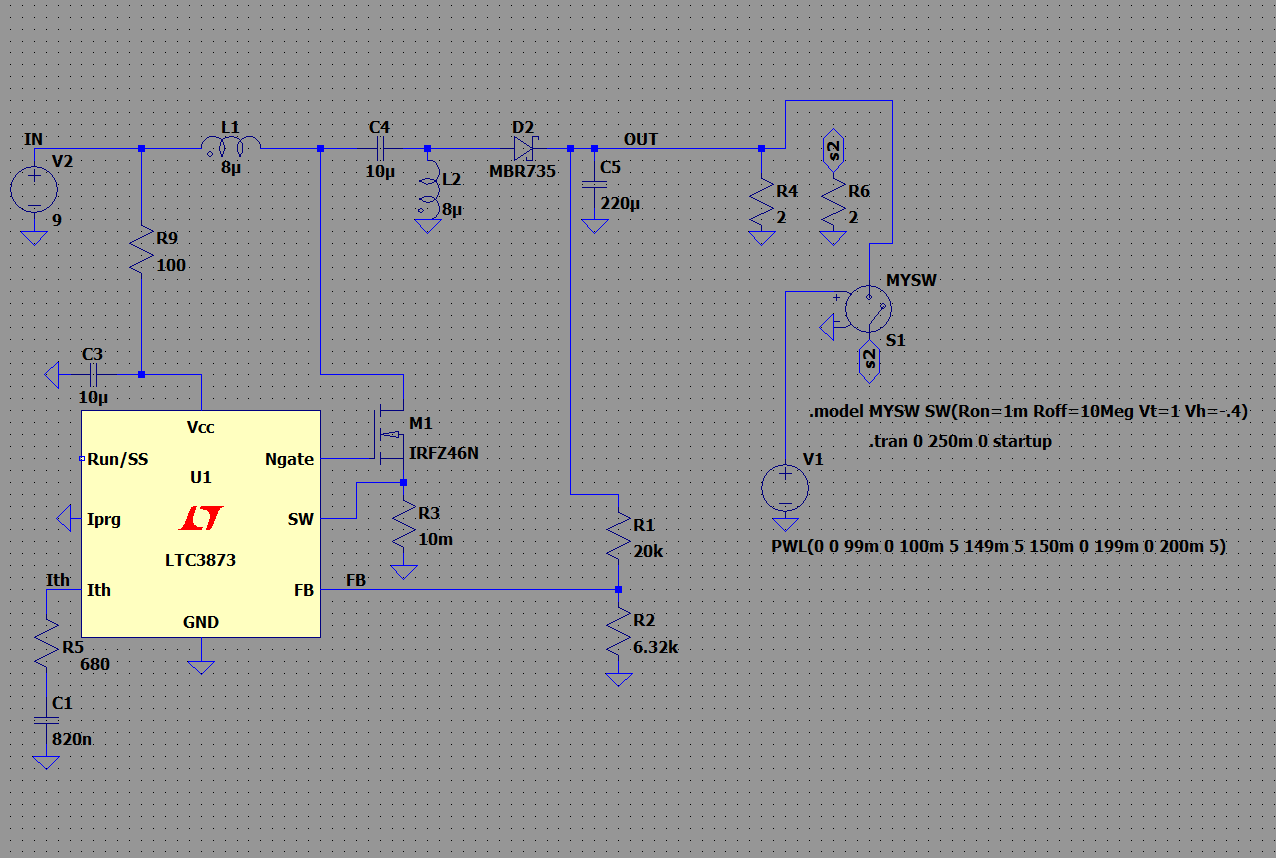 IN
V2
9
L1
8µ
C4
10µ
D2
MBR735
OUT
L2
8µ
C5
220µ
R4
2
s2
R6
2
R9
100
MYSW
S1
s2
C3
10µ
.model MYSW SW(Ron=1m Roff=10Meg Vt=1 Vh=-.4)
.tran 0 250m 0 startup
Vcc
Run/SS
Ngate
U1
Iprg
SW
LTC3873
Ith
Ith
FB
FB
GND
M1
IRFZ46N
R3
10m
V1
PWL(0 0 99m 0 100m 5 149m 5 150m 0 199m 0 200m 5)
R1
20k
R2
6.32k
R5
680
C1
820n